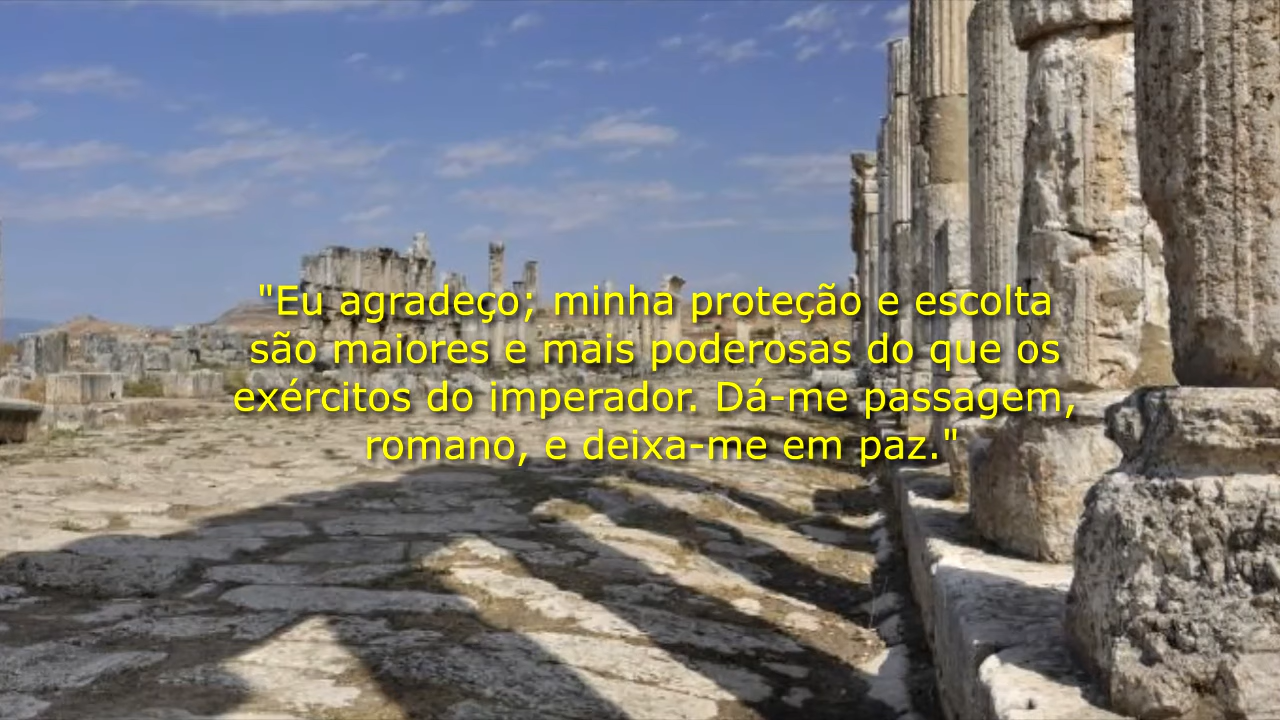 "Eu agradeço; minha proteção e escolta
são maiores e mais poderosas do que os
exércitos do imperador. Dá-me passagem,
romano, e deixa-me em paz."